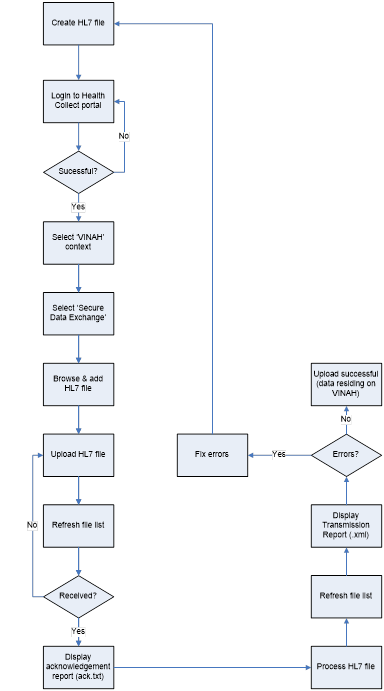 Create HL7 file
Login to Health
Collect portal
No
Sucessful?
Yes
Select 'VINAH'
context
Select 'Secure
Data Exchange'
Browse & add
HL7 file
Upload HL7 file
Refresh file list
No
Received?
Yes
Display
acknowledgement
report (ack.txt)
Process HL7 file
Refresh file list
Display
Transmission
Report (.xml)
Errors?
Yes
Fix errors
No
Upload successful
(data residing on
VINAH)